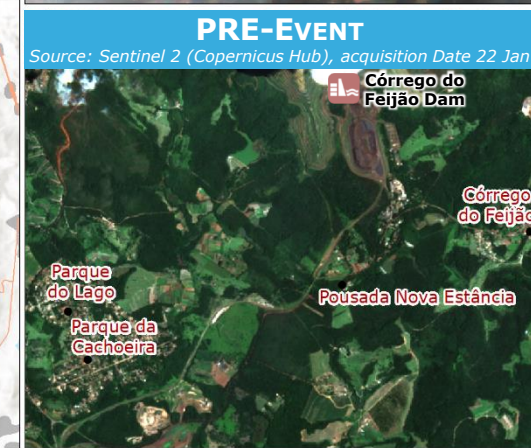 PRE-EVENT
Source: Sentinel 2 (Copernicus Hub), acquisition Date 22 Jan
Córrego do
Feijão Dam
Córrego
do Feijão
Parque
do Lago
Pousada Nova Estância
Parque da
Cachoeira